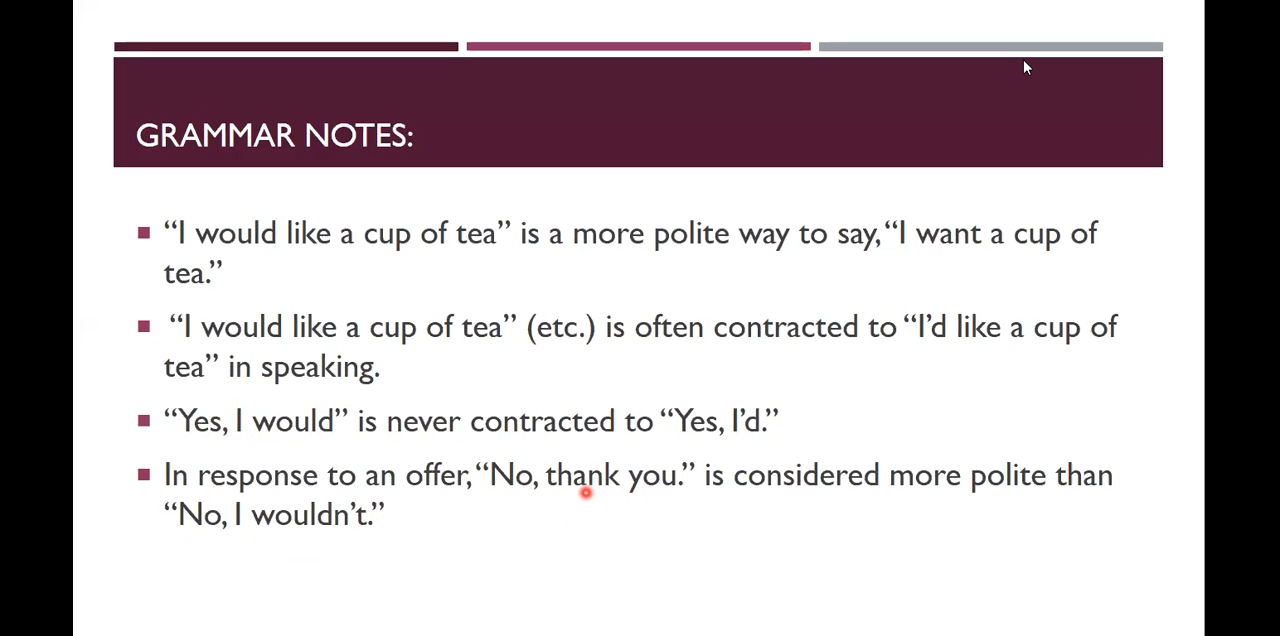 GRAMMAR NOTES:
“I would like a cup of tea” is a more polite way to say, “I want a cup of
tea.”
“I would like a cup of tea” (etc.) is often contracted to “I’d like a cup of
tea” in speaking.
“Yes, I would” is never contracted to “Yes, I’d.”
In response to an offer, “No, thank you.” is considered more polite than
“No, I wouldn’t.”